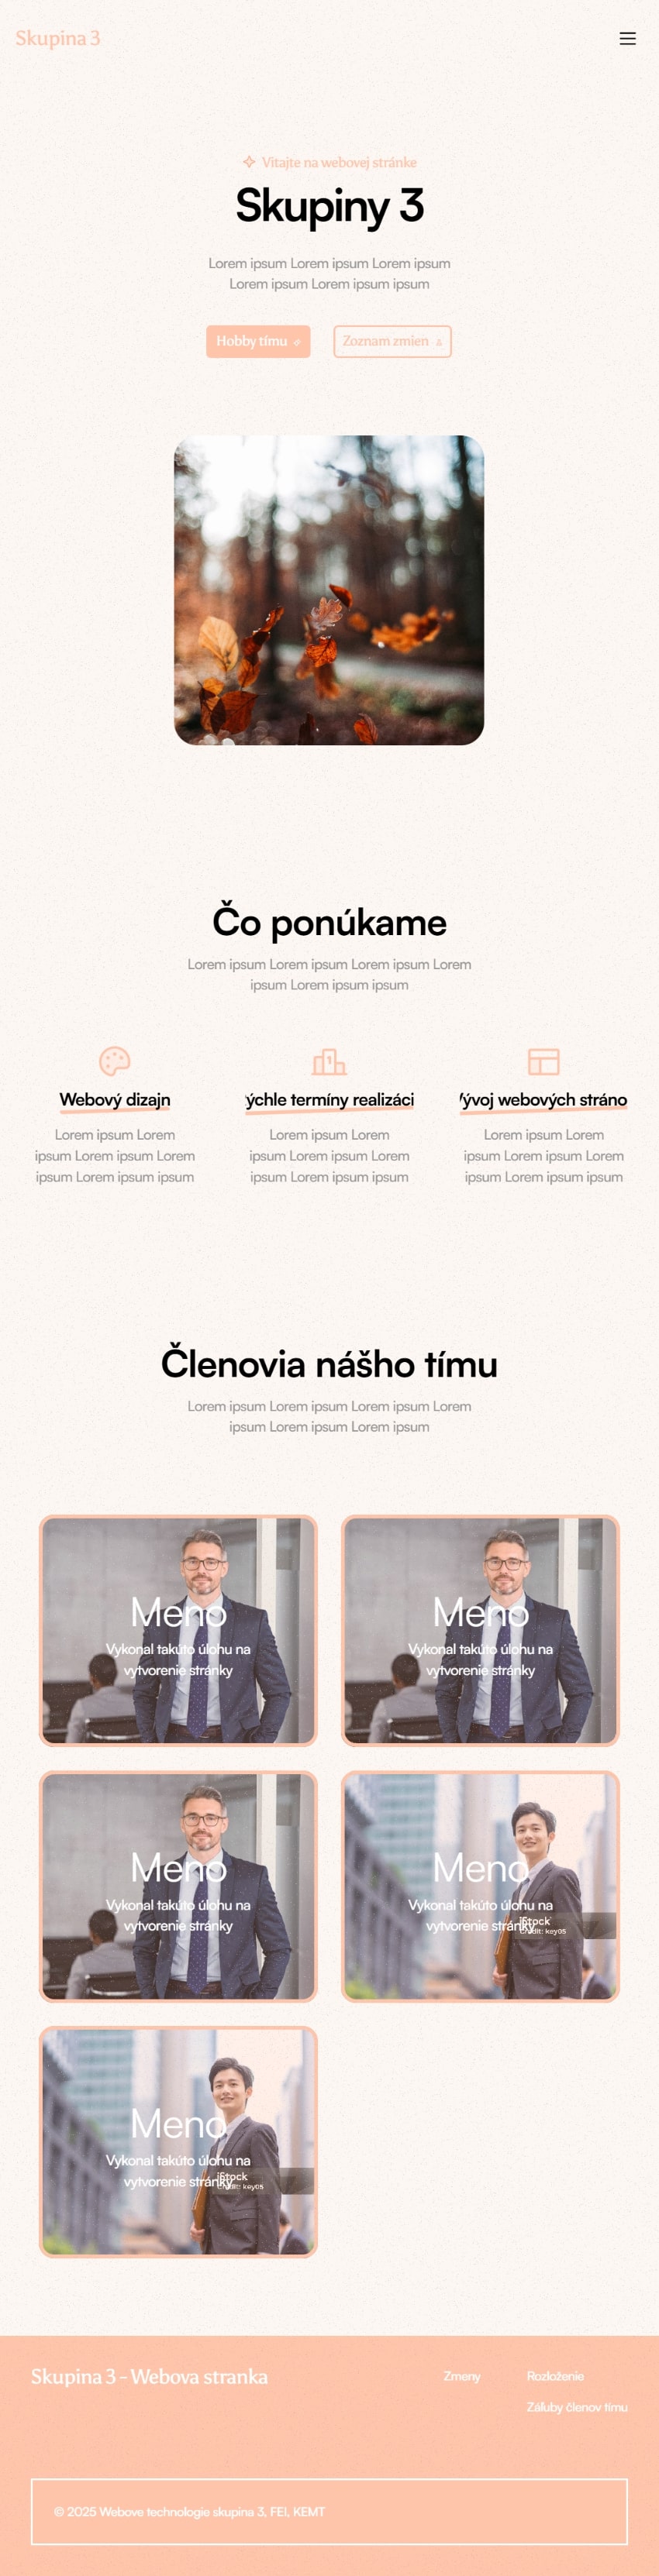 Skupina 3
Vitajte na webovej stránke
Skupiny 3
Lorem ipsum Lorem ipsum Lorem ipsum
Lorem ipsum Lorem ipsum ipsum
Hobby tímu
Zoznam zmien
Čo ponúkame
Lorem ipsum Lorem ipsum Lorem ipsum Lorem
ipsum Lorem ipsum ipsum
Webový dizajn
Lorem ipsum Lorem
ipsum Lorem ipsum Lorem
ipsum Lorem ipsum ipsum
ýchle termíny realizáci
Lorem ipsum Lorem
ipsum Lorem ipsum Lorem
ipsum Lorem ipsum ipsum
ývoj webových stráno
Lorem ipsum Lorem
ipsum Lorem ipsum Lorem
ipsum Lorem ipsum ipsum
Členovia nášho tímu
Lorem ipsum Lorem ipsum Lorem ipsum Lorem
ipsum Lorem ipsum Lorem ipsum
Meno
Vykonal takúto úlohu na
vytvorenie stránky
Meno
Vykonal takúto úlohu na
vytvorenie stránky
Meno
Vykonal takúto úlohu na
vytvorenie stránky
Meno
Vykonal takúto úlohu na
vytvorenie stránky
iStock
Credit: key05
Meno
Vykonal takúto úlohu na
vytvorenie stránky
iStock
Credit: key05
Skupina 3 - Webova stranka
Zmeny
Rozloženie
Záľuby členov tímu
© 2025 Webove technologie skupina 3, FEI, KEMT